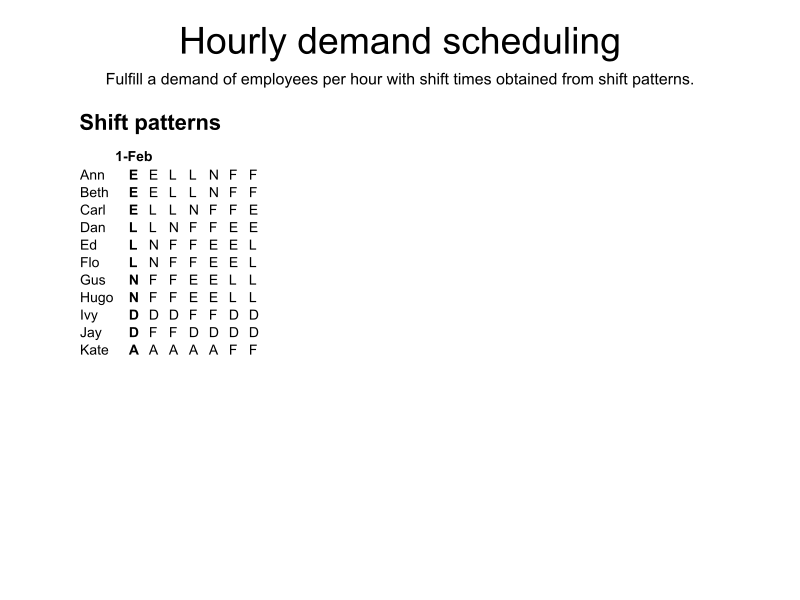 Hourly demand scheduling
Fulfill a demand of employees per hour with shift times obtained from shift patterns.
Shift patterns
1-Feb
Ann E E L L N F F
Beth E E L L N F F
Carl E L L N F F E
Dan L L N F F E E
Ed L N F F E E L
Flo L N F F E E L
Gus N F F E E L L
Hugo N F F E E L L
Ivy D D D F F D D
Jay D F F D D D D
Kate A A A A A F F